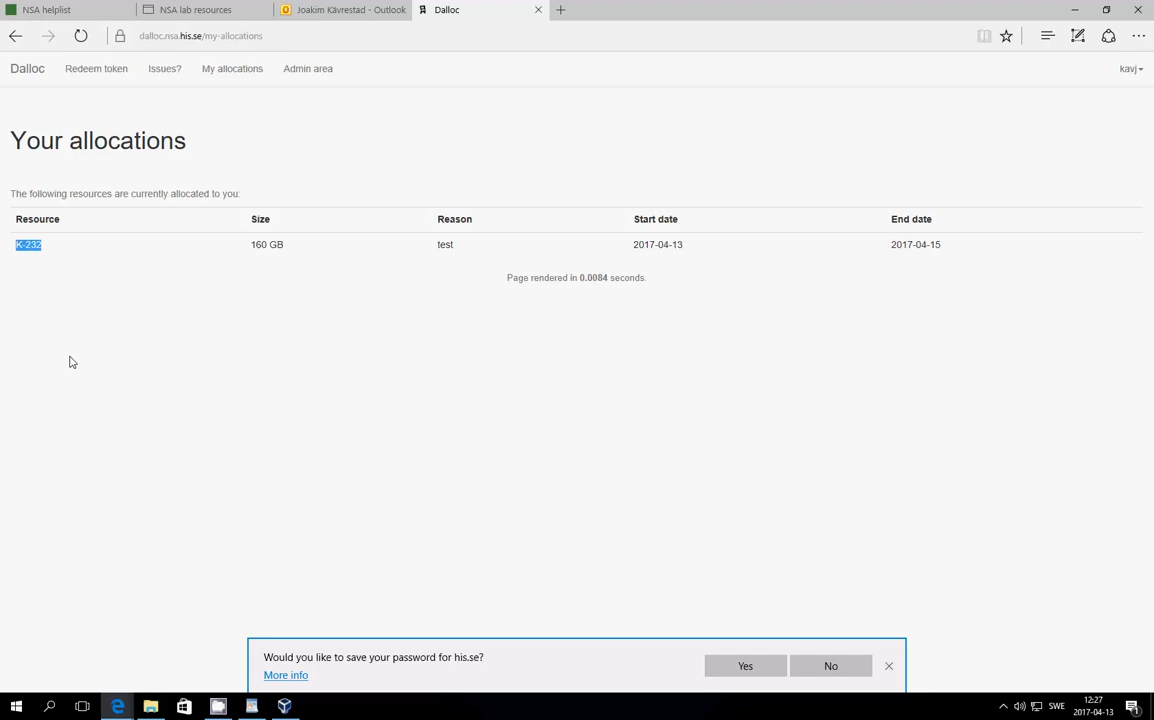 NSA helplist
NSA lab resources
Joakim Kävrestad - Outlook
Dalloc
dalloc.nsa.his.se/my-allocations
Dalloc
Redeem token
Issues?
My allocations
Admin area
kavj
Your allocations
The following resources are currently allocated to you:
Resource Size Reason Start date End date
K-232 160 GB test 2017-04-13 2017-04-15
Page rendered in 0.0084 seconds.
Would you like to save your password for his.se?
More info
Yes
No
SWE
12:27
2017-04-13
1